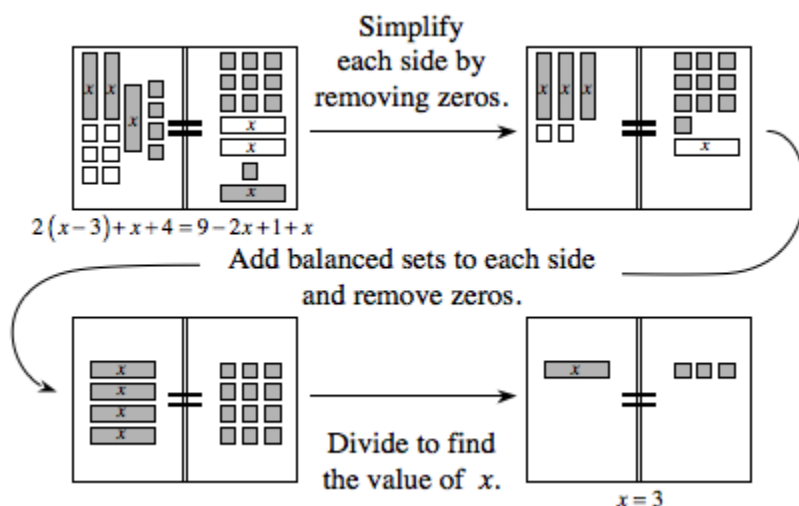 Simplify
each side by
removing zeros.
x x
x
x
x
x
x x x
x
2(x−3)+x+4=9−2x+1+x
Add balanced sets to each side
and remove zeros.
x
x
x
x
x
Divide to find
the value of x.
x=3